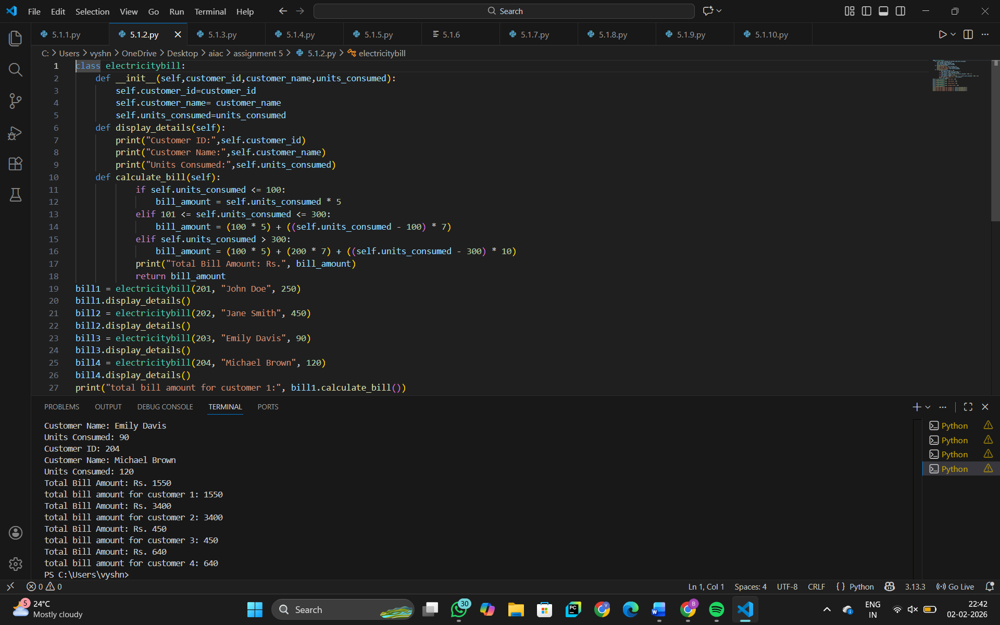 File Edit Selection View Go Run Terminal Help Search
5.1.1.py 5.1.2.py 5.1.3.py 5.1.4.py 5.1.5.py 5.1.6 5.1.7.py 5.1.8.py 5.1.9.py 5.1.10.py
C: > Users > vyshn > OneDrive > Desktop > aiac > assignment 5 > 5.1.2.py > electricitybill
1 class electricitybill:
2     def __init__(self,customer_id,customer_name,units_consumed):
3         self.customer_id=customer_id
4         self.customer_name= customer_name
5         self.units_consumed=units_consumed
6     def display_details(self):
7         print("Customer ID:",self.customer_id)
8         print("Customer Name:",self.customer_name)
9         print("Units Consumed:",self.units_consumed)
10     def calculate_bill(self):
11             if self.units_consumed <= 100:
12                 bill_amount = self.units_consumed * 5
13             elif 101 <= self.units_consumed <= 300:
14                 bill_amount = (100 * 5) + ((self.units_consumed - 100) * 7)
15             elif self.units_consumed > 300:
16                 bill_amount = (100 * 5) + (200 * 7) + ((self.units_consumed - 300) * 10)
17             print("Total Bill Amount: Rs.", bill_amount)
18             return bill_amount
19 bill1 = electricitybill(201, "John Doe", 250)
20 bill1.display_details()
21 bill2 = electricitybill(202, "Jane Smith", 450)
22 bill2.display_details()
23 bill3 = electricitybill(203, "Emily Davis", 90)
24 bill3.display_details()
25 bill4 = electricitybill(204, "Michael Brown", 120)
26 bill4.display_details()
27 print("total bill amount for customer 1:", bill1.calculate_bill())
PROBLEMS OUTPUT DEBUG CONSOLE TERMINAL PORTS
Customer Name: Emily Davis
Units Consumed: 90
Customer ID: 204
Customer Name: Michael Brown
Units Consumed: 120
Total Bill Amount: Rs. 1550
total bill amount for customer 1: 1550
Total Bill Amount: Rs. 3400
total bill amount for customer 2: 3400
Total Bill Amount: Rs. 450
total bill amount for customer 3: 450
Total Bill Amount: Rs. 640
total bill amount for customer 4: 640
PS C:\Users\vyshn>
Python
Python
Python
Python
0 0 Ln 1, Col 1 Spaces: 4 UTF-8 CRLF { } Python 3.13.3 Go Live
5 24°C
Mostly cloudy
Search
30
PC
V
W
B
ENG
IN
22:42
02-02-2026